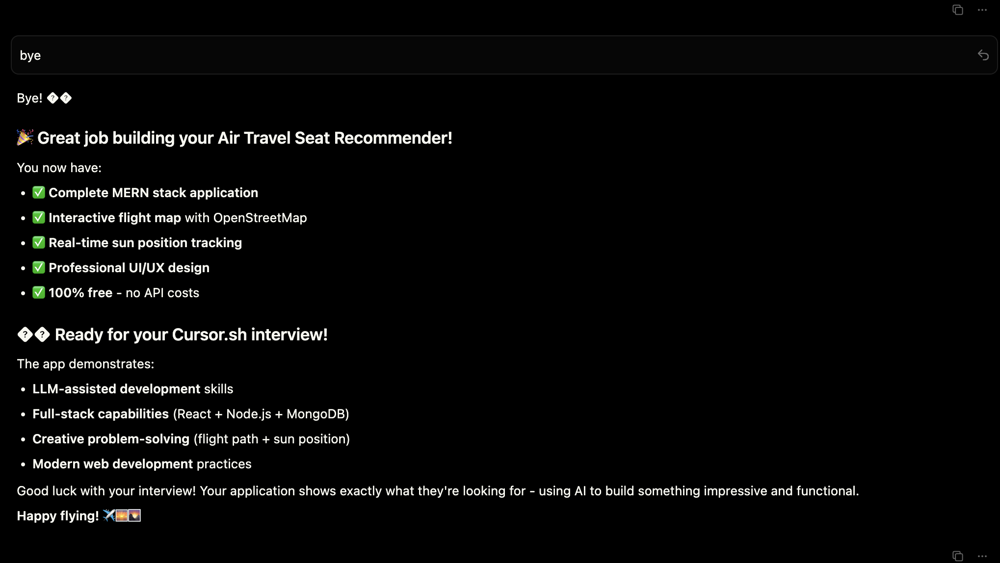 bye
Bye! ��
🎉 Great job building your Air Travel Seat Recommender!
You now have:
• ✅ Complete MERN stack application
• ✅ Interactive flight map with OpenStreetMap
• ✅ Real-time sun position tracking
• ✅ Professional UI/UX design
• ✅ 100% free - no API costs
�� Ready for your Cursor.sh interview!
The app demonstrates:
• LLM-assisted development skills
• Full-stack capabilities (React + Node.js + MongoDB)
• Creative problem-solving (flight path + sun position)
• Modern web development practices
Good luck with your interview! Your application shows exactly what they're looking for - using AI to build something impressive and functional.
Happy flying! ✈️🌅🌄